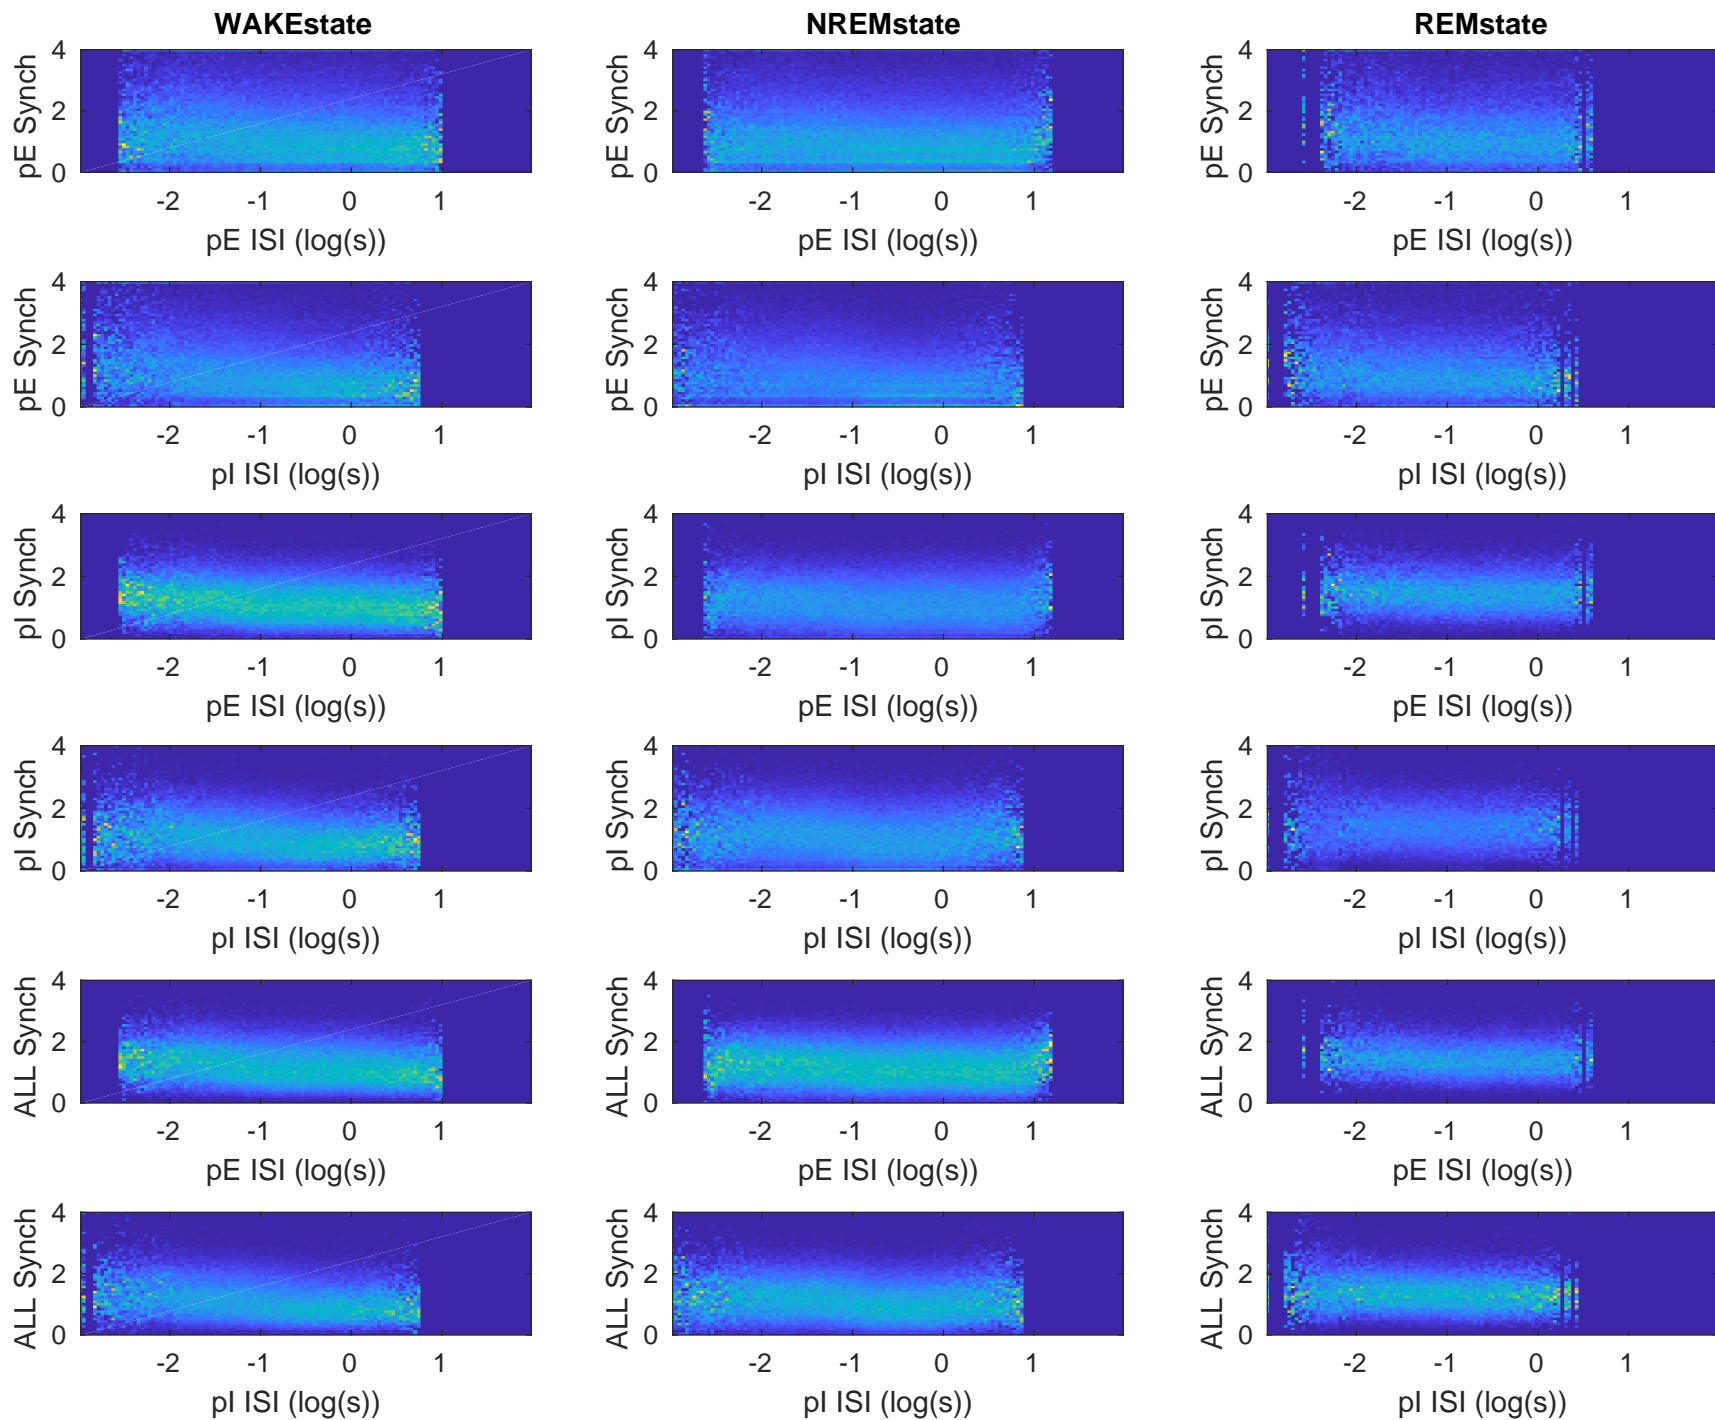 WAKEstate NREMstate REMstate
4 4 4
pE Synch pE Synch pE Synch
2 2 2
0 0 0
-2 -1 0 1 -2 -1 0 1 -2 -1 0 1
pE ISI (log(s)) pE ISI (log(s)) pE ISI (log(s))
4 4 4
pE Synch pE Synch pE Synch
2 2 2
0 0 0
-2 -1 0 1 -2 -1 0 1 -2 -1 0 1
pI ISI (log(s)) pI ISI (log(s)) pI ISI (log(s))
4 4 4
pI Synch pI Synch pI Synch
2 2 2
0 0 0
-2 -1 0 1 -2 -1 0 1 -2 -1 0 1
pE ISI (log(s)) pE ISI (log(s)) pE ISI (log(s))
4 4 4
pI Synch pI Synch pI Synch
2 2 2
0 0 0
-2 -1 0 1 -2 -1 0 1 -2 -1 0 1
pI ISI (log(s)) pI ISI (log(s)) pI ISI (log(s))
4 4 4
ALL Synch ALL Synch ALL Synch
2 2 2
0 0 0
-2 -1 0 1 -2 -1 0 1 -2 -1 0 1
pE ISI (log(s)) pE ISI (log(s)) pE ISI (log(s))
4 4 4
ALL Synch ALL Synch ALL Synch
2 2 2
0 0 0
-2 -1 0 1 -2 -1 0 1 -2 -1 0 1
pI ISI (log(s)) pI ISI (log(s)) pI ISI (log(s))